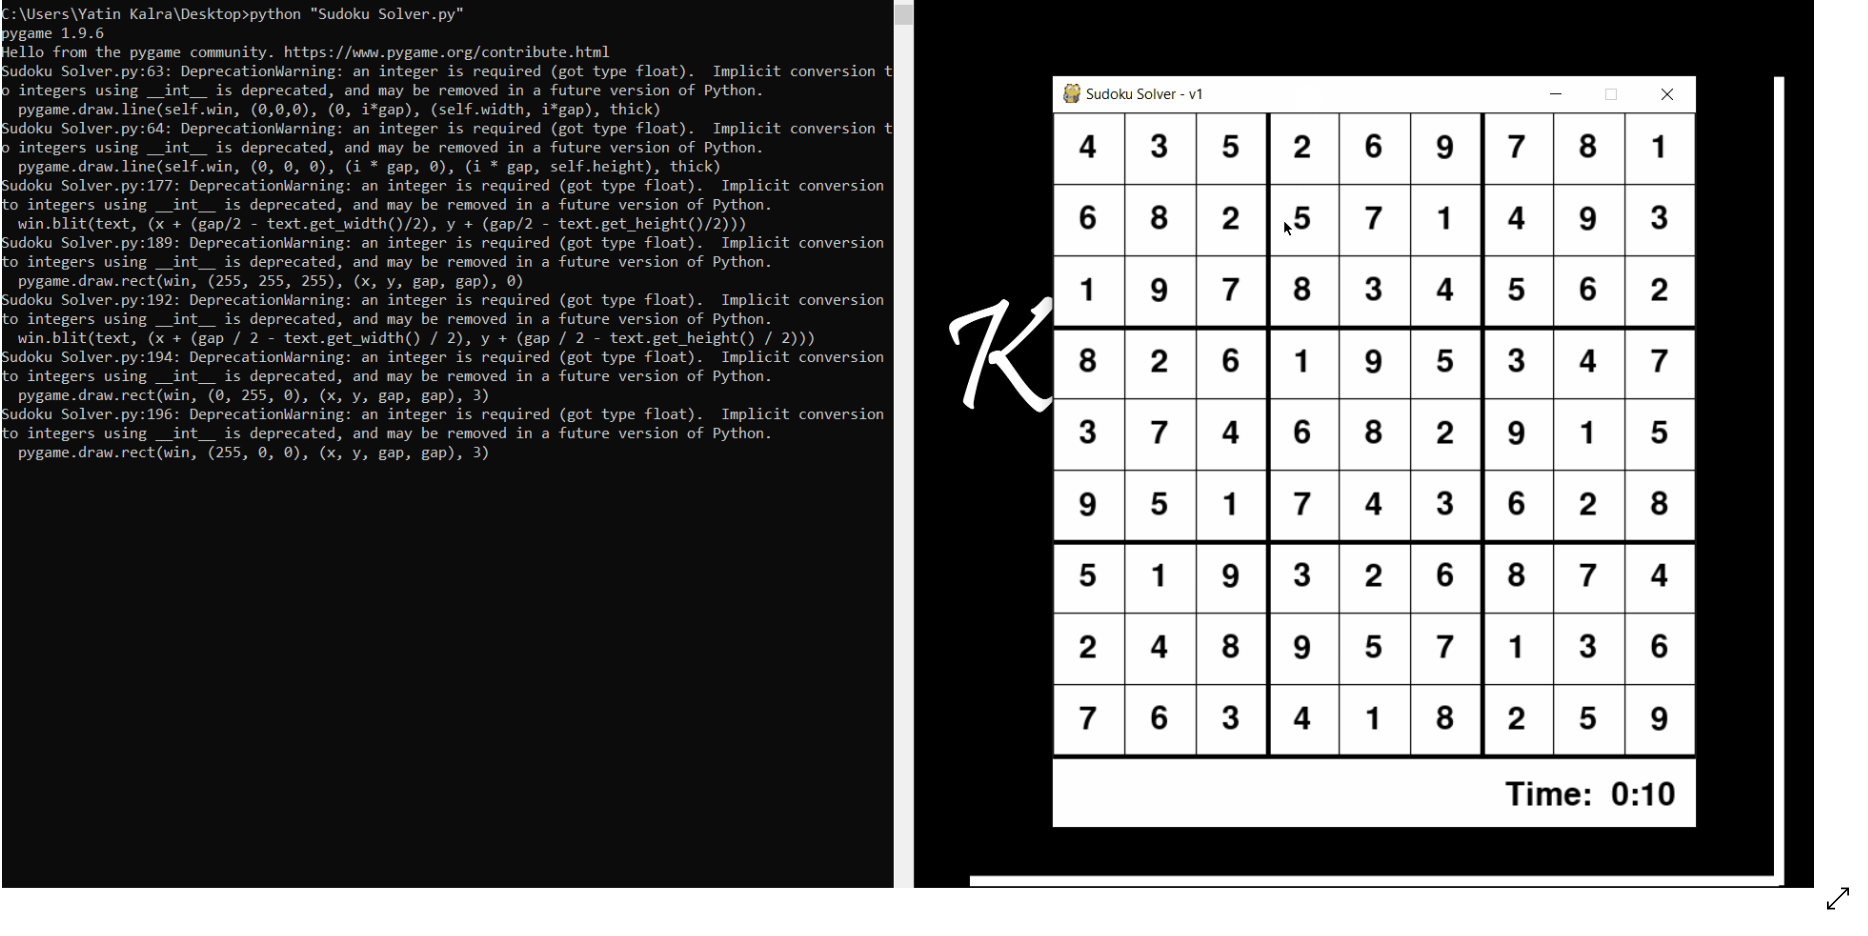 C:\Users\Yatin Kalra\Desktop>python "Sudoku Solver.py"
pygame 1.9.6
Hello from the pygame community. https://www.pygame.org/contribute.html
Sudoku Solver.py:63: DeprecationWarning: an integer is required (got type float).  Implicit conversion t
o integers using __int__ is deprecated, and may be removed in a future version of Python.
  pygame.draw.line(self.win, (0,0,0), (0, i*gap), (self.width, i*gap), thick)
Sudoku Solver.py:64: DeprecationWarning: an integer is required (got type float).  Implicit conversion t
o integers using __int__ is deprecated, and may be removed in a future version of Python.
  pygame.draw.line(self.win, (0, 0, 0), (i * gap, 0), (i * gap, self.height), thick)
Sudoku Solver.py:177: DeprecationWarning: an integer is required (got type float).  Implicit conversion
to integers using __int__ is deprecated, and may be removed in a future version of Python.
  win.blit(text, (x + (gap/2 - text.get_width()/2), y + (gap/2 - text.get_height()/2)))
Sudoku Solver.py:189: DeprecationWarning: an integer is required (got type float).  Implicit conversion
to integers using __int__ is deprecated, and may be removed in a future version of Python.
  pygame.draw.rect(win, (255, 255, 255), (x, y, gap, gap), 0)
Sudoku Solver.py:192: DeprecationWarning: an integer is required (got type float).  Implicit conversion
to integers using __int__ is deprecated, and may be removed in a future version of Python.
  win.blit(text, (x + (gap / 2 - text.get_width() / 2), y + (gap / 2 - text.get_height() / 2)))
Sudoku Solver.py:194: DeprecationWarning: an integer is required (got type float).  Implicit conversion
to integers using __int__ is deprecated, and may be removed in a future version of Python.
  pygame.draw.rect(win, (0, 255, 0), (x, y, gap, gap), 3)
Sudoku Solver.py:196: DeprecationWarning: an integer is required (got type float).  Implicit conversion
to integers using __int__ is deprecated, and may be removed in a future version of Python.
  pygame.draw.rect(win, (255, 0, 0), (x, y, gap, gap), 3)
K
Sudoku Solver - v1
4 3 5 2 6 9 7 8 1
6 8 2 5 7 1 4 9 3
1 9 7 8 3 4 5 6 2
8 2 6 1 9 5 3 4 7
3 7 4 6 8 2 9 1 5
9 5 1 7 4 3 6 2 8
5 1 9 3 2 6 8 7 4
2 4 8 9 5 7 1 3 6
7 6 3 4 1 8 2 5 9
Time: 0:10